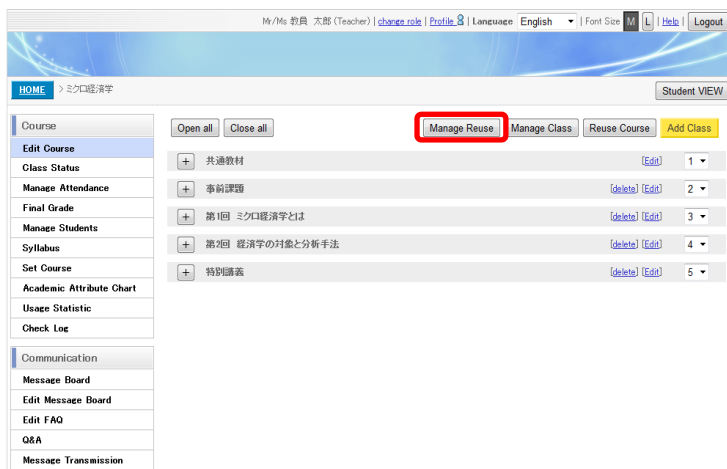 Mr/Ms 教員 太郎 (Teacher) | change role | Profile | Language English | Font Size M L | Help | Logout
HOME > ミクロ経済学
Student VIEW
Course
Edit Course
Class Status
Manage Attendance
Final Grade
Manage Students
Syllabus
Set Course
Academic Attribute Chart
Usage Statistic
Check Log
Communication
Message Board
Edit Message Board
Edit FAQ
Q&A
Message Transmission
Open all Close all Manage Reuse Manage Class Reuse Course Add Class
+ 共通教材 [Edit] 1
+ 事前課題 [delete] [Edit] 2
+ 第1回 ミクロ経済学とは [delete] [Edit] 3
+ 第2回 経済学の対象と分析手法 [delete] [Edit] 4
+ 特別講義 [delete] [Edit] 5